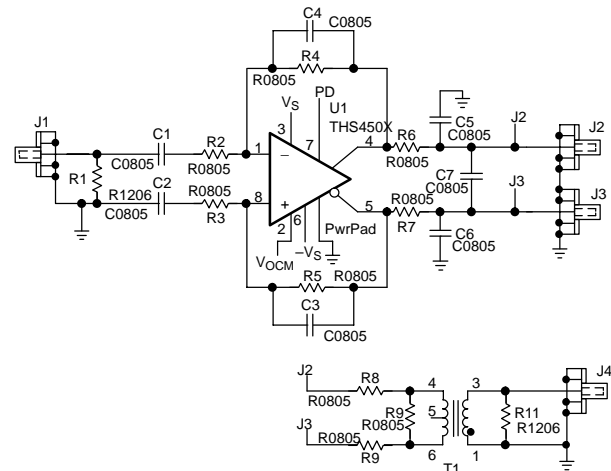 C4
C0805
R4
R0805
PD
U1
VS
THS450X
C5
C0805
J1
J2
J2
C1
R2
3
7
4
R6
C0805
R0805
1
−
R0805
C7
C0805
R1
R1206
C2
R0805
8
+
5
R0805
J3
J3
C0805
R3
2
6
PwrPad
R7
C6
C0805
VOCM
−VS
R5
R0805
C3
C0805
J2
R8
4
3
J4
R0805
R9
R0805
5
R11
R1206
J3
R0805
R9
6
1
T1